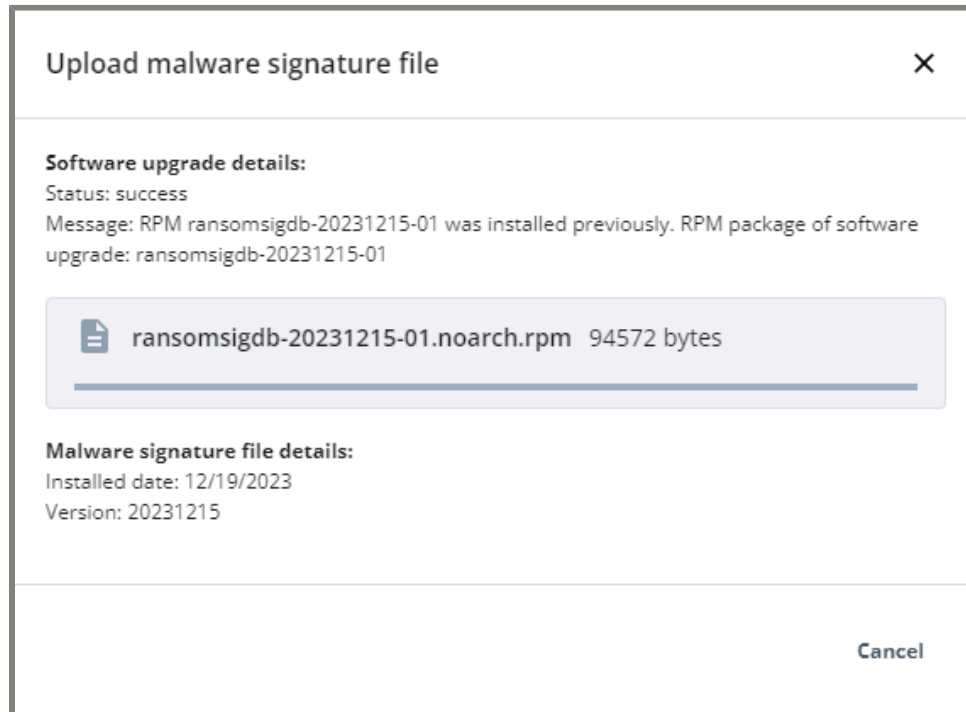 Upload malware signature file
Software upgrade details:
Status: success
Message: RPM ransomsigdb-20231215-01 was installed previously. RPM package of software
upgrade: ransomsigdb-20231215-01
ransomsigdb-20231215-01.noarch.rpm 94572 bytes
Malware signature file details:
Installed date: 12/19/2023
Version: 20231215
Cancel